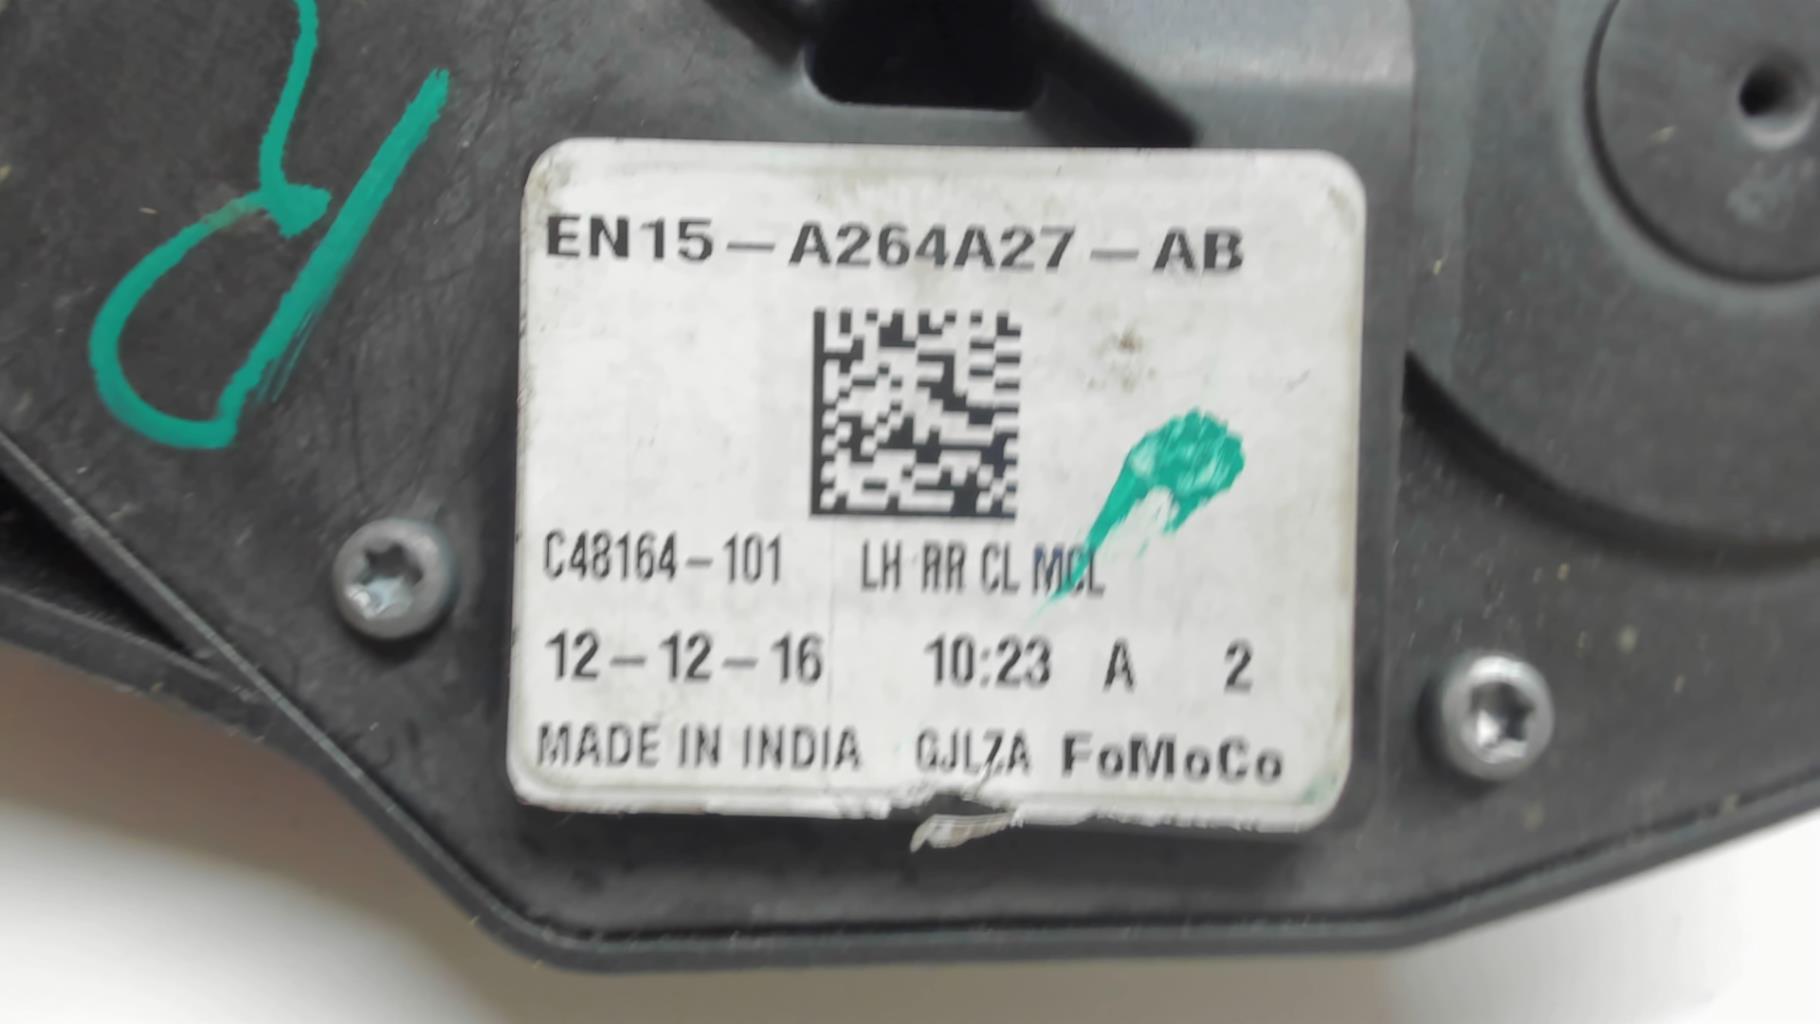 EN15-A264A27-AB
C48164-101 LH RR CL MCL
12-12-16 10:23 A 2
MADE IN INDIA GJLZA FoMoCo